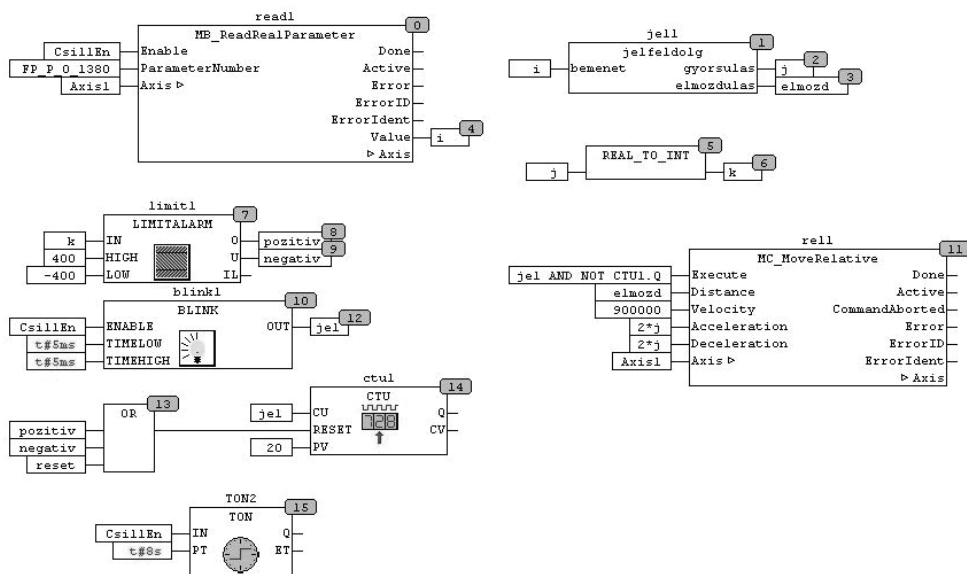 read1
0
MB_ReadRealParameter
CsillEn Enable Done
FP_P_0_1380 ParameterNumber Active
Axis1 Axis Error
ErrorID
ErrorIdent
Value i
4
Axis
jel1
1
jelfeldolg
i bemenet gyorsulas j
2
elmozdulas elmozd
3
5
REAL_TO_INT
j k
6
limit1
7
LIMITALARM
k IN O pozitiv
8
400 HIGH U negativ
9
-400 LOW IL
blink1
10
BLINK
CsillEn ENABLE OUT jel
12
t#5ms TIMELOW
t#5ms TIMEHIGH
rel1
11
MC_MoveRelative
jel AND NOT CTU1.Q Execute Done
elmozd Distance Active
900000 Velocity CommandAborted
2*j Acceleration Error
2*j Deceleration ErrorID
Axis1 Axis ErrorIdent
Axis
OR
13
pozitiv
negativ
reset
ctu1
14
CTU
jel CU Q
RESET CV
20 PV
728
TON2
15
TON
CsillEn IN Q
t#8s PT ET